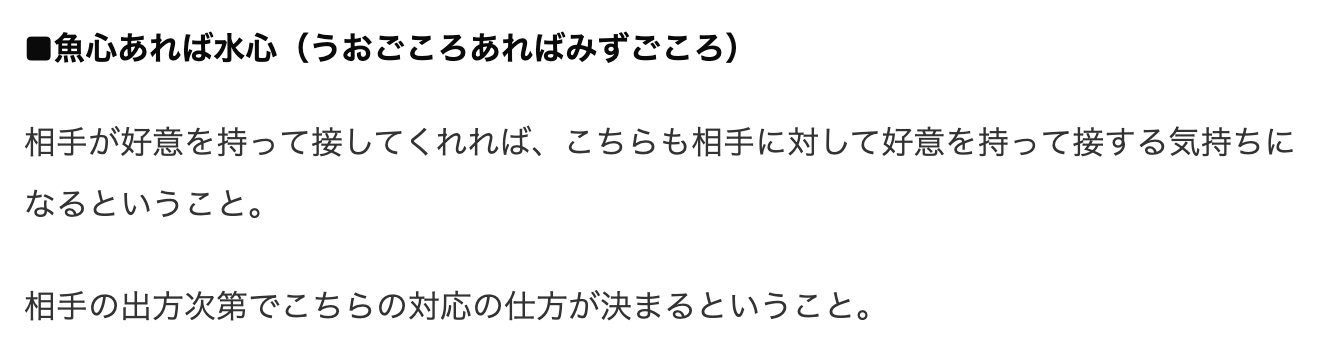 ■魚心あれば水心（うおごころあればみずごころ）
相手が好意を持って接してくれれば、こちらも相手に対して好意を持って接する気持ちに
なるということ。
相手の出方次第でこちらの対応の仕方が決まるということ。